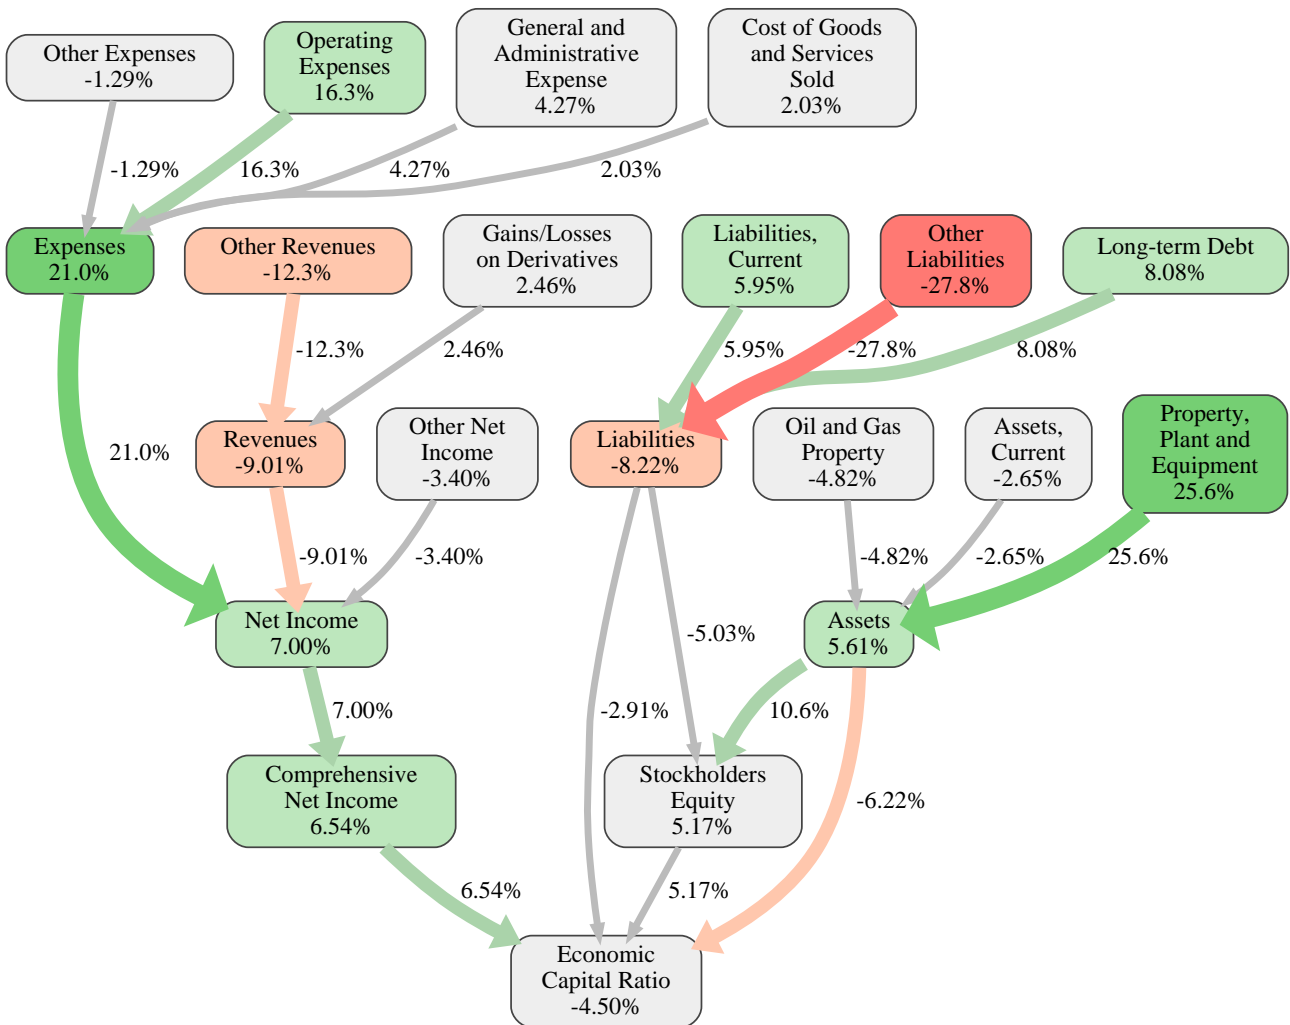 Other Expenses
-1.29%
Operating
Expenses
16.3%
General and
Administrative
Expense
4.27%
Cost of Goods
and Services
Sold
2.03%
-1.29%
16.3%
4.27%
2.03%
Expenses
21.0%
Other Revenues
-12.3%
Gains/Losses
on Derivatives
2.46%
Liabilities,
Current
5.95%
Other
Liabilities
-27.8%
Long-term Debt
8.08%
-12.3%
2.46%
5.95%
-27.8%
8.08%
21.0%
Revenues
-9.01%
Other Net
Income
-3.40%
Liabilities
-8.22%
Oil and Gas
Property
-4.82%
Assets,
Current
-2.65%
Property,
Plant and
Equipment
25.6%
-9.01%
-3.40%
-4.82%
-2.65%
25.6%
Net Income
7.00%
-5.03%
Assets
5.61%
7.00%
-2.91%
10.6%
Comprehensive
Net Income
6.54%
Stockholders
Equity
5.17%
-6.22%
6.54%
5.17%
Economic
Capital Ratio
-4.50%